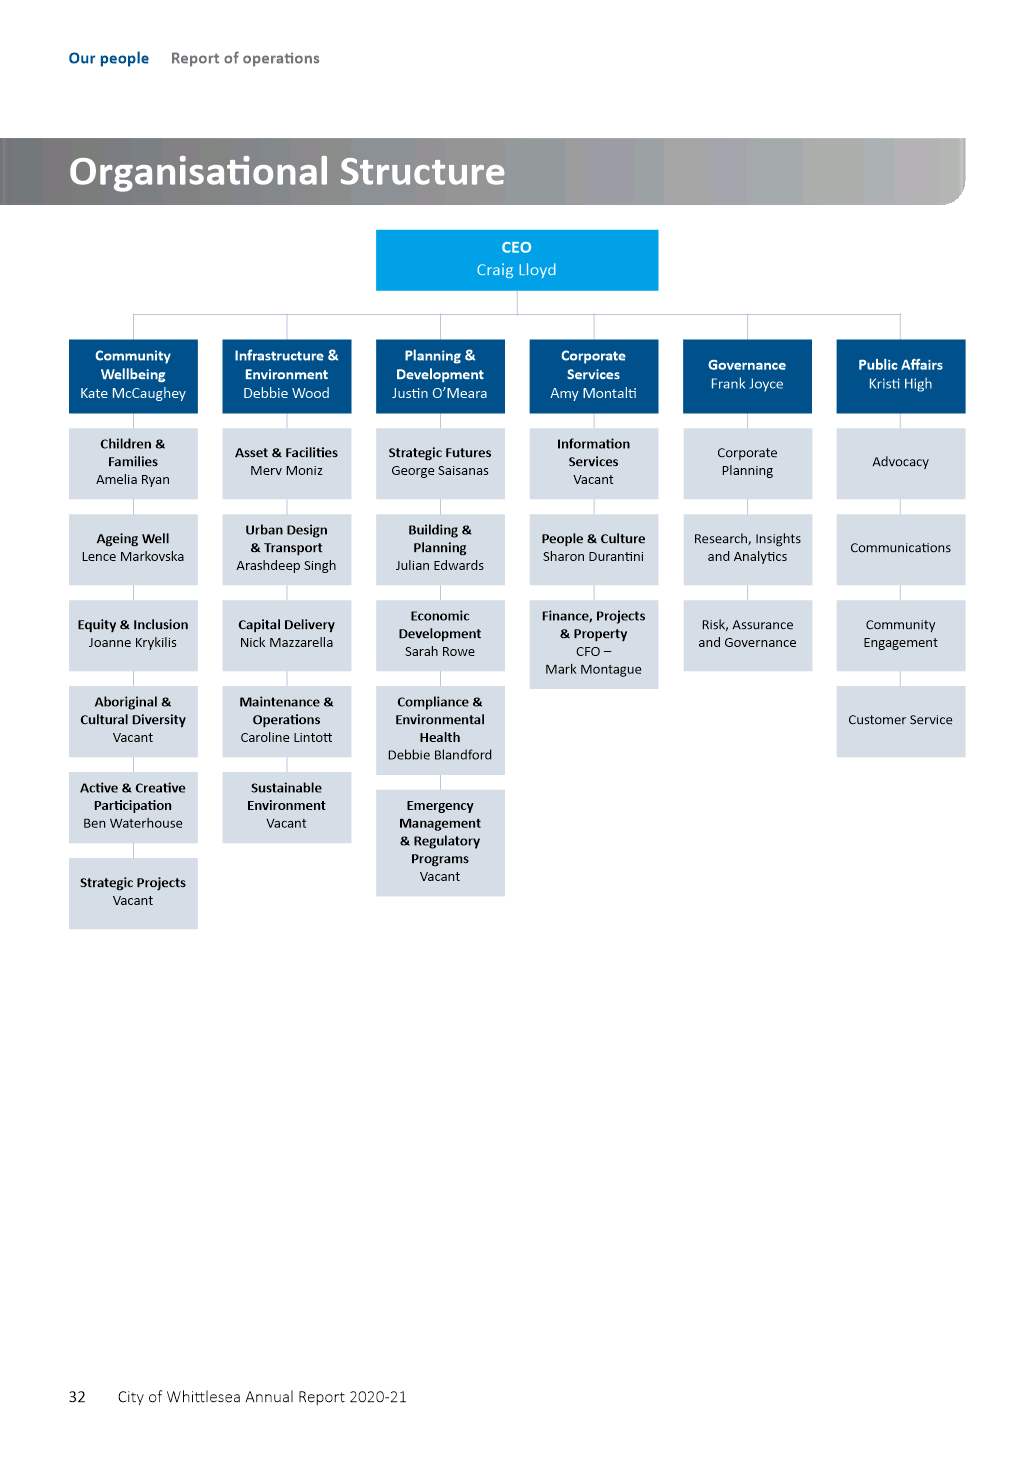 Our people Report of operations
Organisational Structure
CEO
Craig Lloyd
Community
Wellbeing
Kate McCaughey
Children &
Families
Amelia Ryan
Ageing Well
Lence Markovska
Equity & Inclusion
Joanne Krykilis
Aboriginal &
Cultural Diversity
Vacant
Active & Creative
Participation
Ben Waterhouse
Strategic Projects
Vacant
Infrastructure &
Environment
Debbie Wood
Asset & Facilities
Merv Moniz
Urban Design
& Transport
Arashdeep Singh
Capital Delivery
Nick Mazzarella
Maintenance &
Operations
Caroline Lintott
Sustainable
Environment
Vacant
Planning &
Development
Justin O’Meara
Strategic Futures
George Saisanas
Building &
Planning
Julian Edwards
Economic
Development
Sarah Rowe
Compliance &
Environmental
Health
Debbie Blandford
Emergency
Management
& Regulatory
Programs
Vacant
Corporate
Services
Amy Montalti
Information
Services
Vacant
People & Culture
Sharon Durantini
Finance, Projects
& Property
CFO –
Mark Montague
Governance
Frank Joyce
Corporate
Planning
Research, Insights
and Analytics
Risk, Assurance
and Governance
Public Affairs
Kristi High
Advocacy
Communications
Community
Engagement
Customer Service
32 City of Whittlesea Annual Report 2020-21